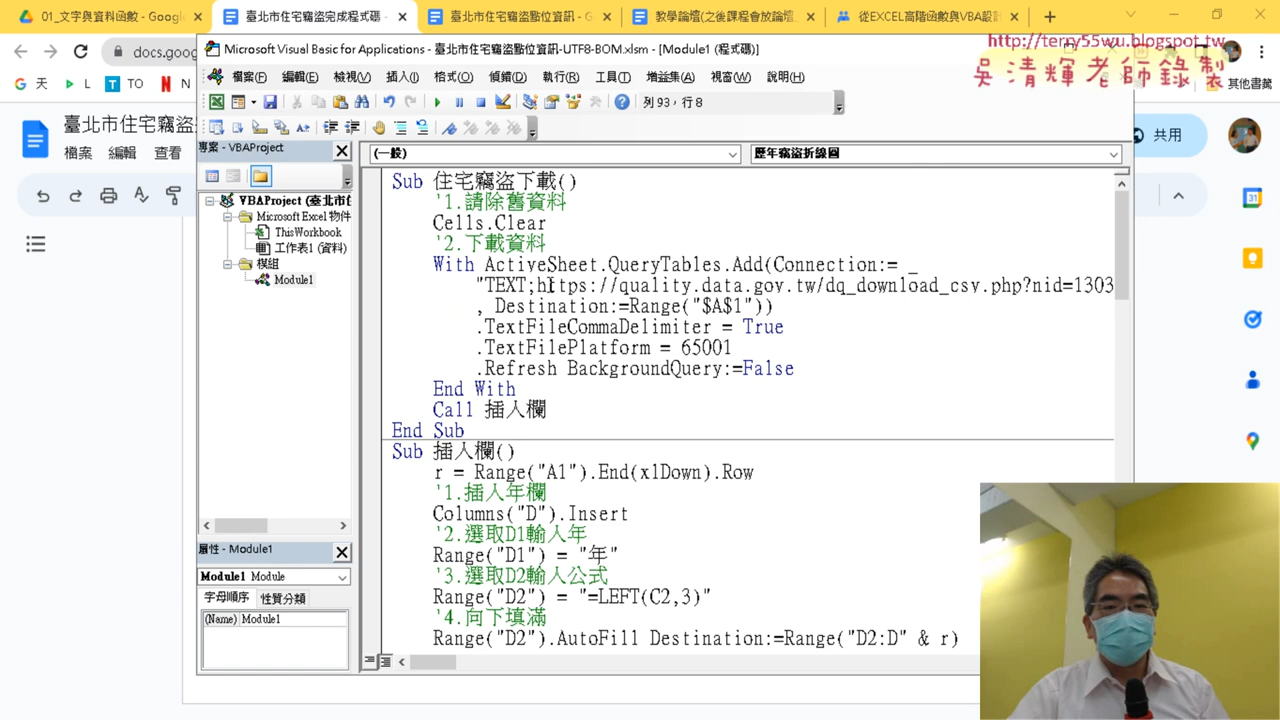 01_文字與資料函數 - Google
臺北市住宅竊盜完成程式碼 -
臺北市住宅竊盜點位資訊 - G
教學論壇(之後課程會放論壇
從EXCEL高階函數與VBA設計
docs.goog
http://terry55wu.blogspot.tw
吳清輝老師錄製
G 天
L
TO
N
其他書籤
臺北市住宅竊盜
檔案 編輯 查看
共用
31
Microsoft Visual Basic for Applications - 臺北市住宅竊盜點位資訊-UTF8-BOM.xlsm - [Module1 (程式碼)]
檔案(F) 編輯(E) 檢視(V) 插入(I) 格式(O) 偵錯(D) 執行(R) 工具(T) 增益集(A) 視窗(W) 說明(H)
列 93，行 8
專案 - VBAProject
VBAProject (臺北市住
Microsoft Excel 物件
ThisWorkbook
工作表1 (資料)
模組
Module1
屬性 - Module1
Module1 Module
字母順序 性質分類
(Name) Module1
(一般)
歷年竊盜折線圖
Sub 住宅竊盜下載()
'1.請除舊資料
Cells.Clear
'2.下載資料
With ActiveSheet.QueryTables.Add(Connection:= _
"TEXT;https://quality.data.gov.tw/dq_download_csv.php?nid=1303
, Destination:=Range("$A$1"))
.TextFileCommaDelimiter = True
.TextFilePlatform = 65001
.Refresh BackgroundQuery:=False
End With
Call 插入欄
End Sub
Sub 插入欄()
r = Range("A1").End(xlDown).Row
'1.插入年欄
Columns("D").Insert
'2.選取D1輸入年
Range("D1") = "年"
'3.選取D2輸入公式
Range("D2") = "=LEFT(C2,3)"
'4.向下填滿
Range("D2").AutoFill Destination:=Range("D2:D" & r)